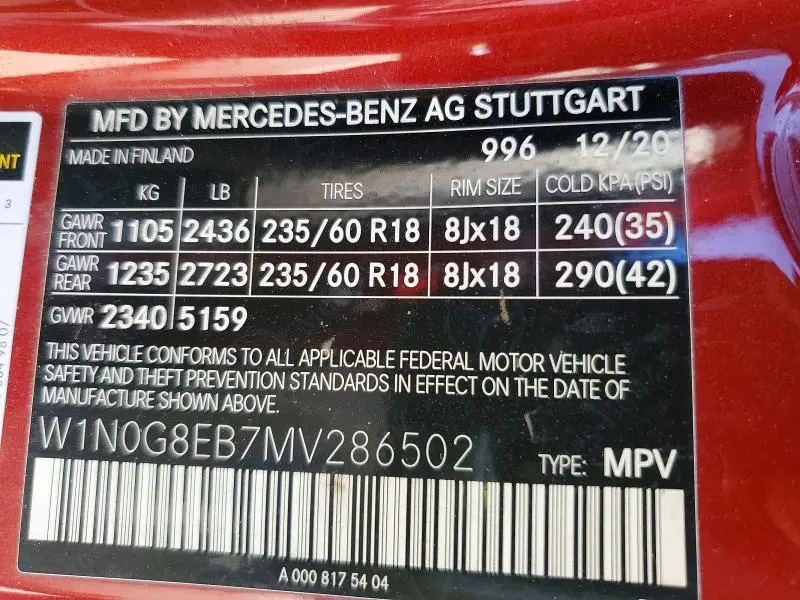 MFD BY MERCEDES-BENZ AG STUTTGART
MADE IN FINLAND 996 12/20
KG LB TIRES RIM SIZE COLD KPA(PSI)
GAWR FRONT 1105 2436 235/60 R18 8Jx18 240(35)
GAWR REAR 1235 2723 235/60 R18 8Jx18 290(42)
GVWR 2340 5159
THIS VEHICLE CONFORMS TO ALL APPLICABLE FEDERAL MOTOR VEHICLE
SAFETY AND THEFT PREVENTION STANDARDS IN EFFECT ON THE DATE OF
MANUFACTURE SHOWN ABOVE.
W1N0G8EB7MV286502
TYPE: MPV
A 000 817 54 04
NT
3